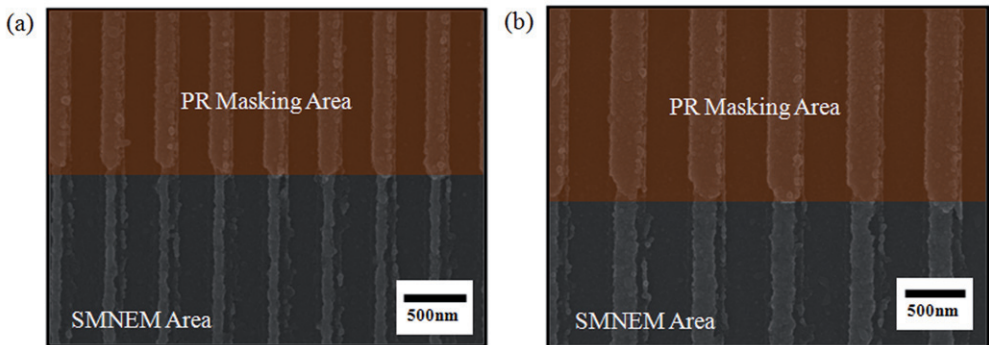 (a)
PR Masking Area
SMNEM Area
500nm
(b)
PR Masking Area
SMNEM Area
500nm